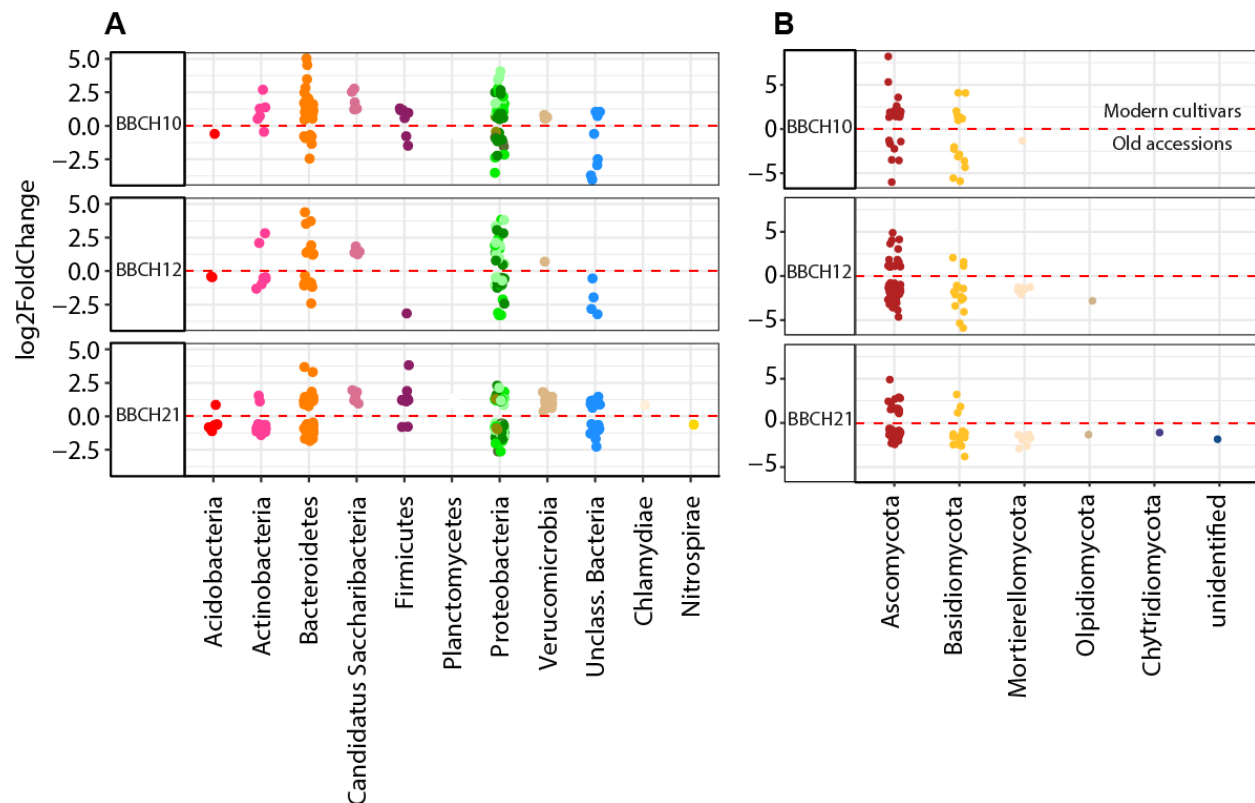 A
log2FoldChange
5.0
2.5
0.0
−2.5
BBCH10
5.0
2.5
0.0
−2.5
BBCH12
5.0
2.5
0.0
−2.5
BBCH21
Acidobacteria
Actinobacteria
Bacteroidetes
Candidatus Saccharibacteria
Firmicutes
Planctomycetes
Proteobacteria
Verucomicrobia
Unclass. Bacteria
Chlamydiae
Nitrospirae
B
5
0
−5
BBCH10
Modern cultivars
Old accessions
5
0
−5
BBCH12
5
0
−5
BBCH21
Ascomycota
Basidiomycota
Mortierellomycota
Olpidiomycota
Chytridiomycota
unidentified